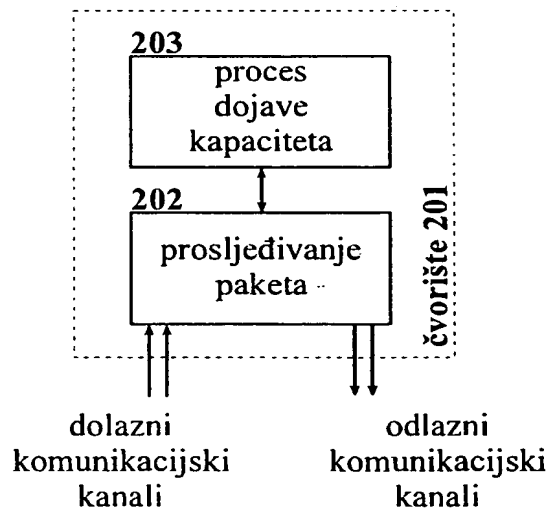 203
proces
dojave
kapaciteta
202
prosljeđivanje
paketa
čvorište 201
dolazni
komunikacijski
kanali
odlazni
komunikacijski
kanali